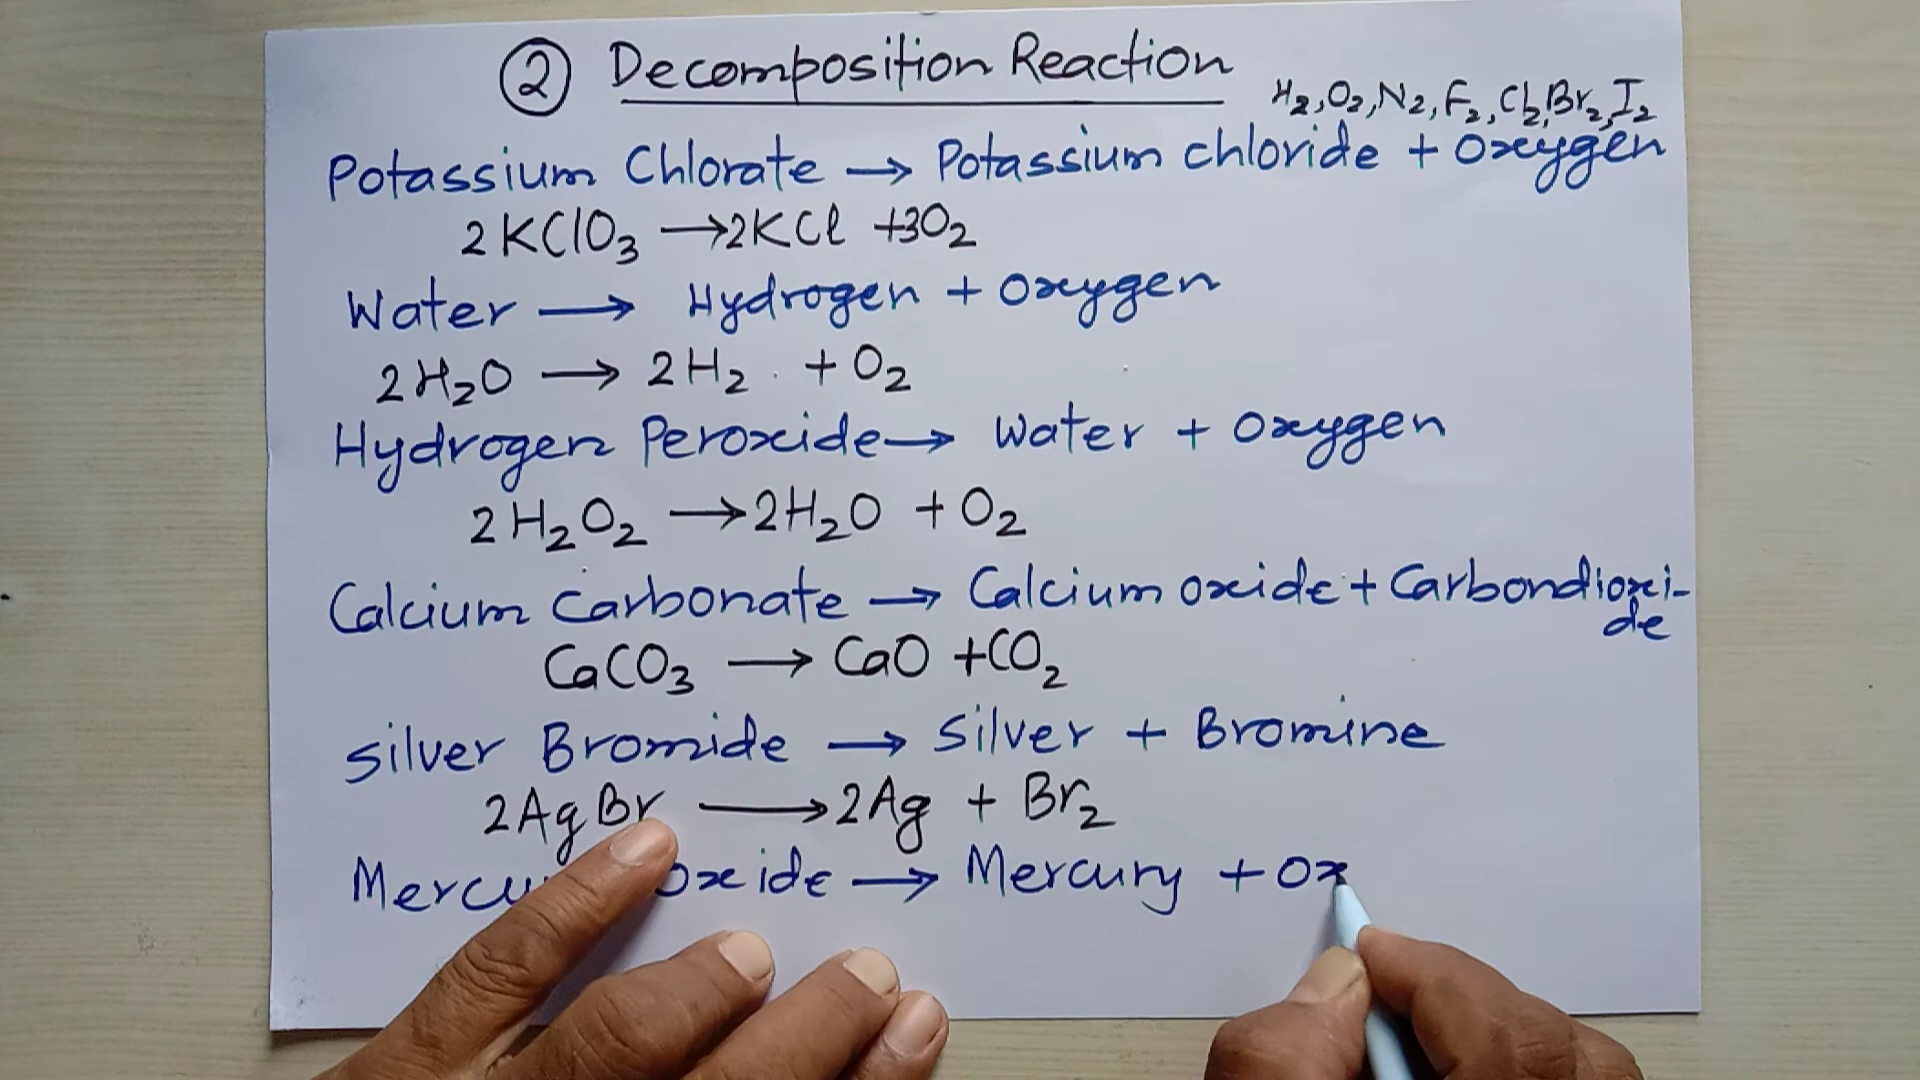 ② Decomposition Reaction
H2, O2, N2, F2, Cl2, Br2, I2
Potassium Chlorate → Potassium chloride + Oxygen
2KClO3 → 2KCl + 3O2
Water → Hydrogen + Oxygen
2H2O → 2H2 + O2
Hydrogen Peroxide → Water + Oxygen
2H2O2 → 2H2O + O2
Calcium Carbonate → Calcium oxide + Carbondioxi-
de
CaCO3 → CaO + CO2
Silver Bromide → Silver + Bromine
2AgBr → 2Ag + Br2
oxide → Mercury + Ox